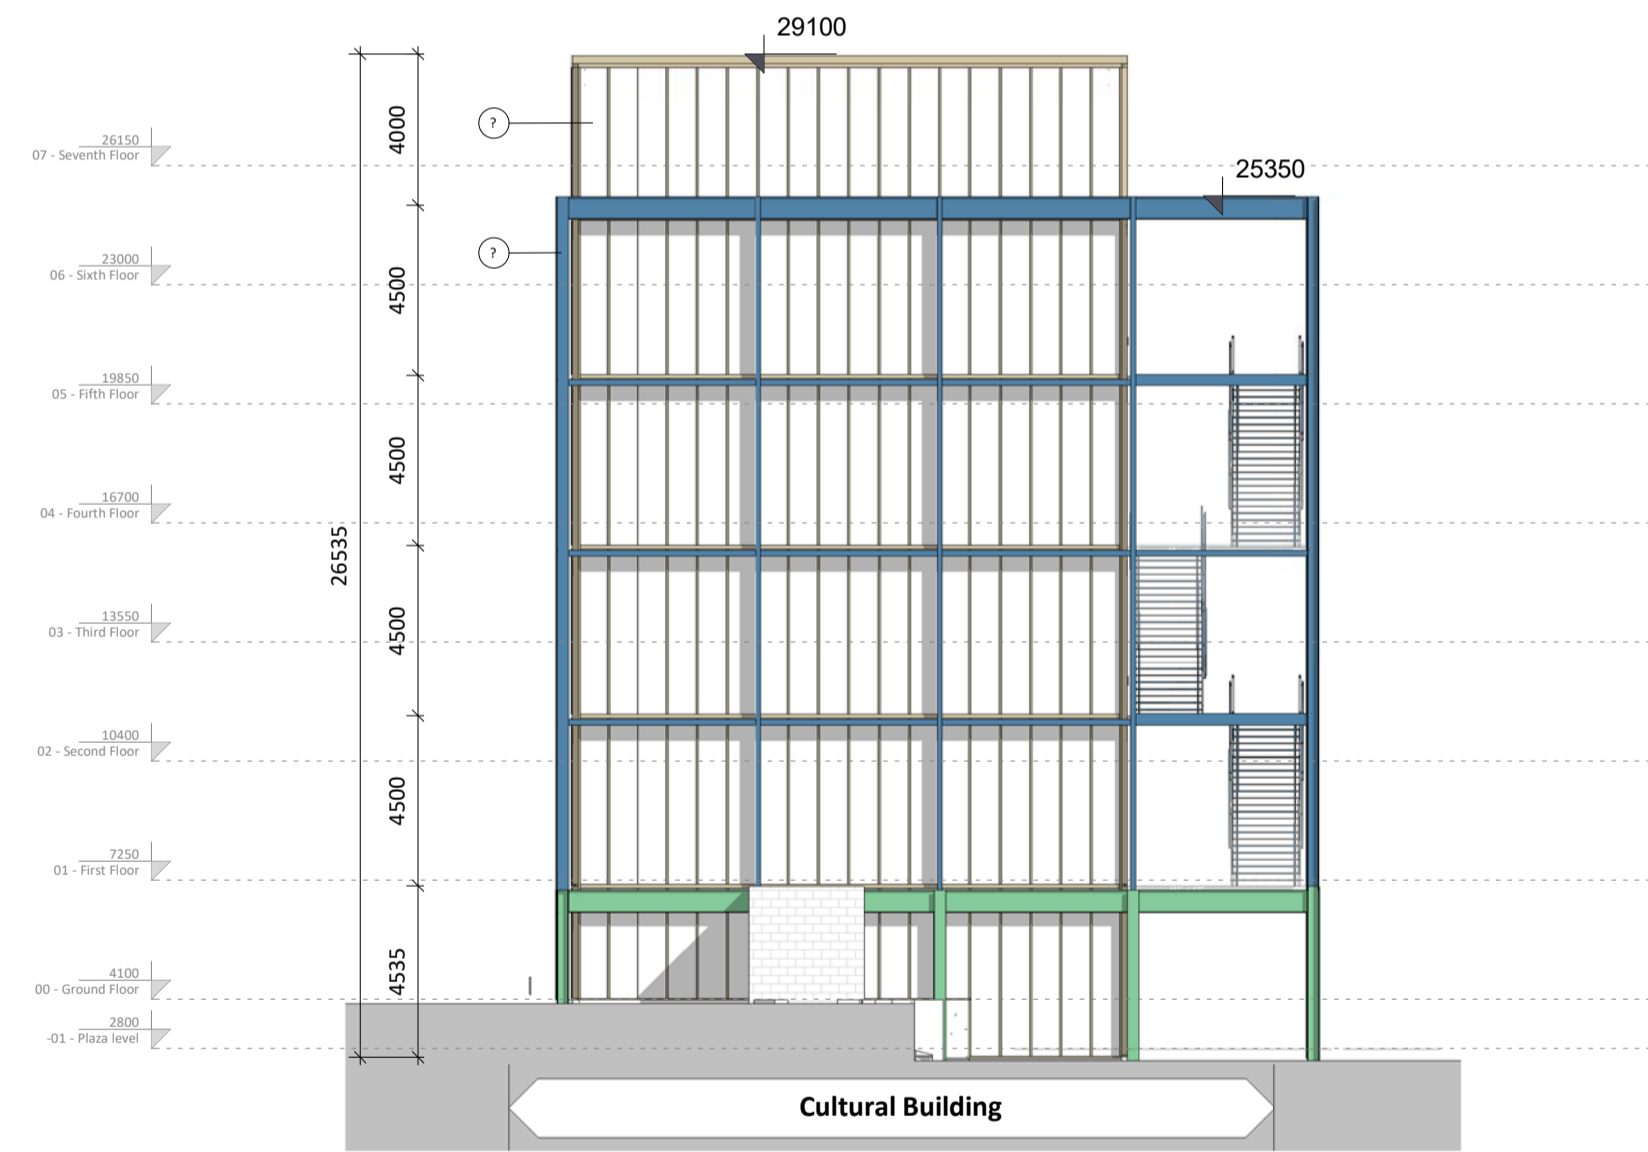 29100
4000
26150
07 - Seventh Floor
?
25350
23000
06 - Sixth Floor
?
4500
19850
05 - Fifth Floor
4500
16700
04 - Fourth Floor
26535
13550
03 - Third Floor
4500
10400
02 - Second Floor
4500
7250
01 - First Floor
4535
4100
00 - Ground Floor
2800
-01 - Plaza level
Cultural Building